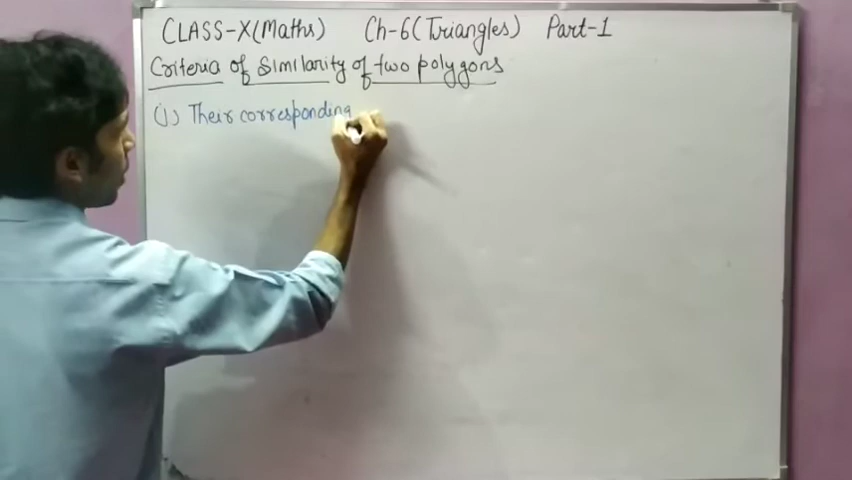 CLASS-X(Maths) Ch-6(Triangles) Part-1
Criteria of Similarity of two polygons
(i) Their corresponding